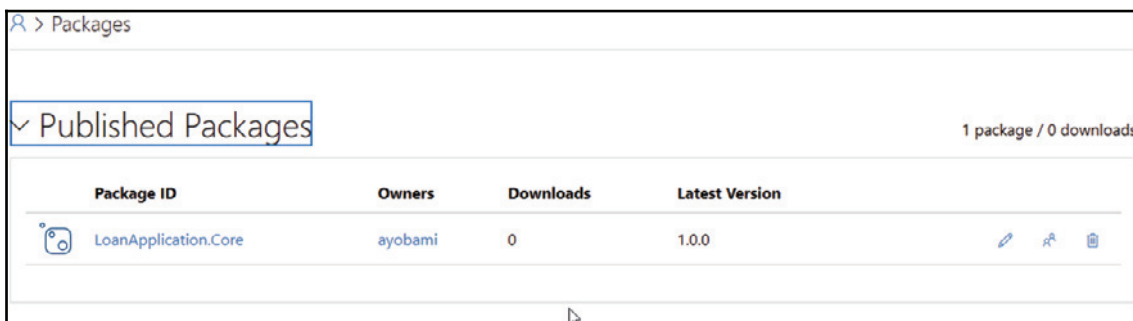 > Packages
Published Packages
1 package / 0 downloads
Package ID Owners Downloads Latest Version
LoanApplication.Core ayobami 0 1.0.0